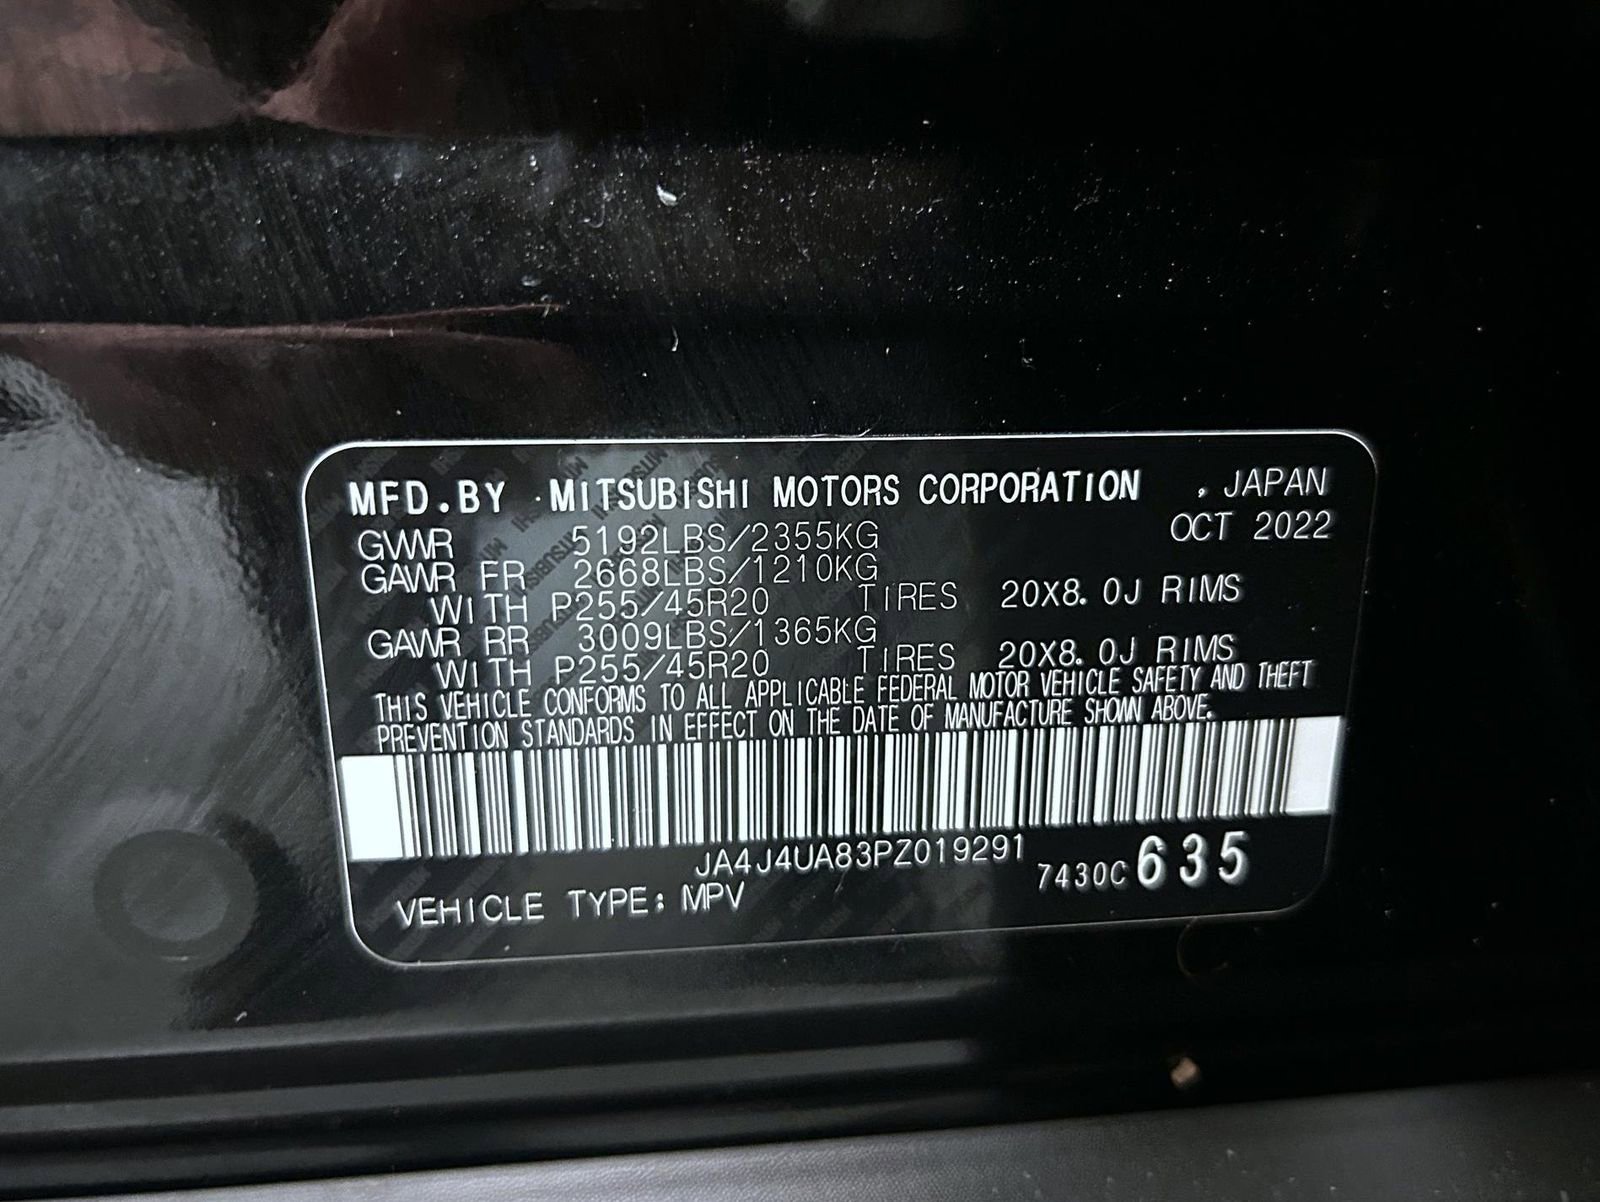 MFD.BY MITSUBISHI MOTORS CORPORATION , JAPAN
OCT 2022
GVWR 5192LBS/2355KG
GAWR FR 2668LBS/1210KG
WITH P255/45R20 TIRES 20X8.0J RIMS
GAWR RR 3009LBS/1365KG
WITH P255/45R20 TIRES 20X8.0J RIMS
THIS VEHICLE CONFORMS TO ALL APPLICABLE FEDERAL MOTOR VEHICLE SAFETY AND THEFT
PREVENTION STANDARDS IN EFFECT ON THE DATE OF MANUFACTURE SHOWN ABOVE.
JA4J4UA83PZ019291
7430C 635
VEHICLE TYPE: MPV